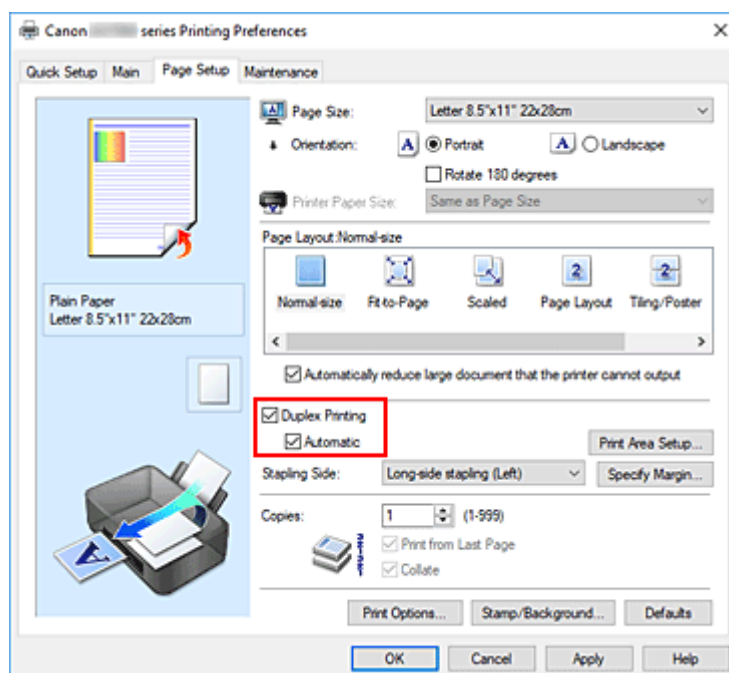 Canon series Printing Preferences
Quick Setup Main Page Setup Maintenance
Page Size: Letter 8.5"x11" 22x28cm
Orientation: A Portrait A Landscape
Rotate 180 degrees
Printer Paper Size: Same as Page Size
Page Layout:Normal-size
Normal-size Fit-to-Page Scaled Page Layout Tiling/Poster
Plain Paper
Letter 8.5"x11" 22x28cm
Automatically reduce large document that the printer cannot output
Duplex Printing
Automatic
Print Area Setup...
Stapling Side: Long-side stapling (Left) Specify Margin...
Copies: 1 (1-999)
Print from Last Page
Collate
A
Print Options... Stamp/Background... Defaults
OK Cancel Apply Help